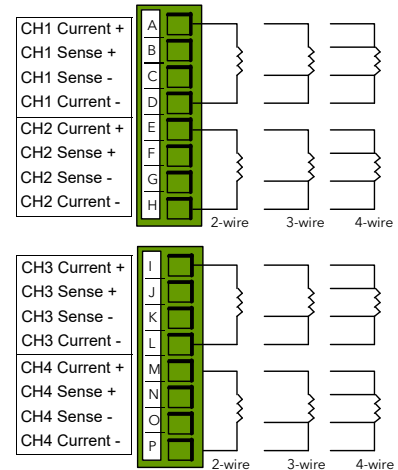 CH1 Current + A
CH1 Sense + B
CH1 Sense - C
CH1 Current - D
CH2 Current + E
CH2 Sense + F
CH2 Sense - G
CH2 Current - H
2-wire 3-wire 4-wire
CH3 Current + I
CH3 Sense + J
CH3 Sense - K
CH3 Current - L
CH4 Current + M
CH4 Sense + N
CH4 Sense - O
CH4 Current - P
2-wire 3-wire 4-wire